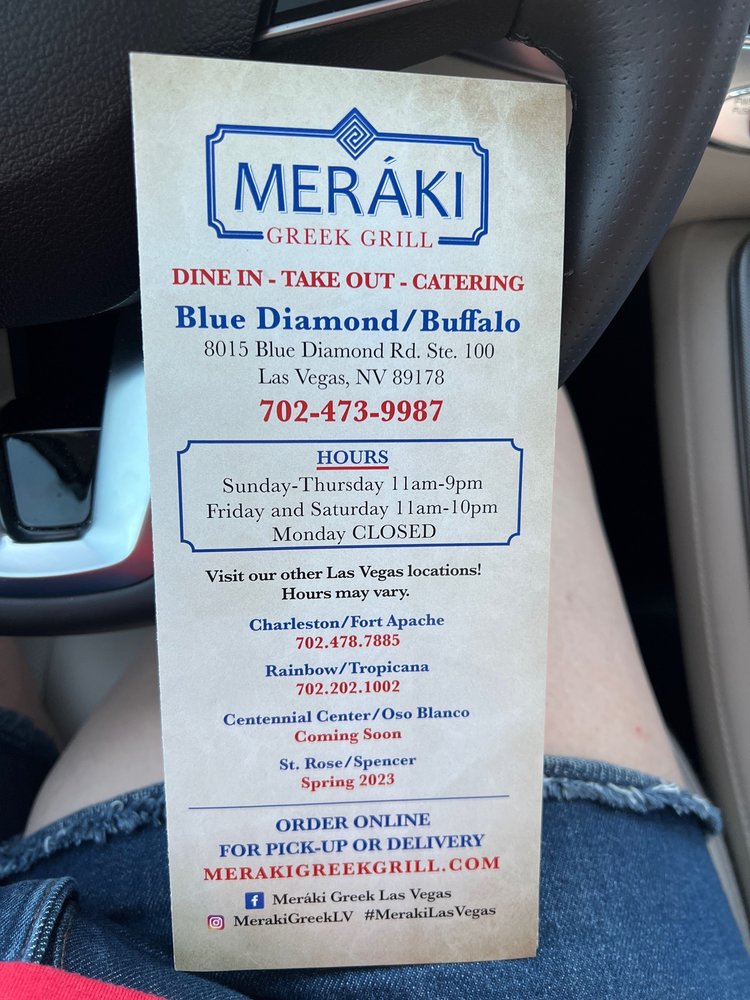 MERÁKI
GREEK GRILL
DINE IN - TAKE OUT - CATERING
Blue Diamond/Buffalo
8015 Blue Diamond Rd. Ste. 100
Las Vegas, NV 89178
702-473-9987
HOURS
Sunday-Thursday 11am-9pm
Friday and Saturday 11am-10pm
Monday CLOSED
Visit our other Las Vegas locations!
Hours may vary.
Charleston/Fort Apache
702.478.7885
Rainbow/Tropicana
702.202.1002
Centennial Center/Oso Blanco
Coming Soon
St. Rose/Spencer
Spring 2023
ORDER ONLINE
FOR PICK-UP OR DELIVERY
MERAKIGREEKGRILL.COM
Meráki Greek Las Vegas
MerakiGreekLV #MerakiLasVegas